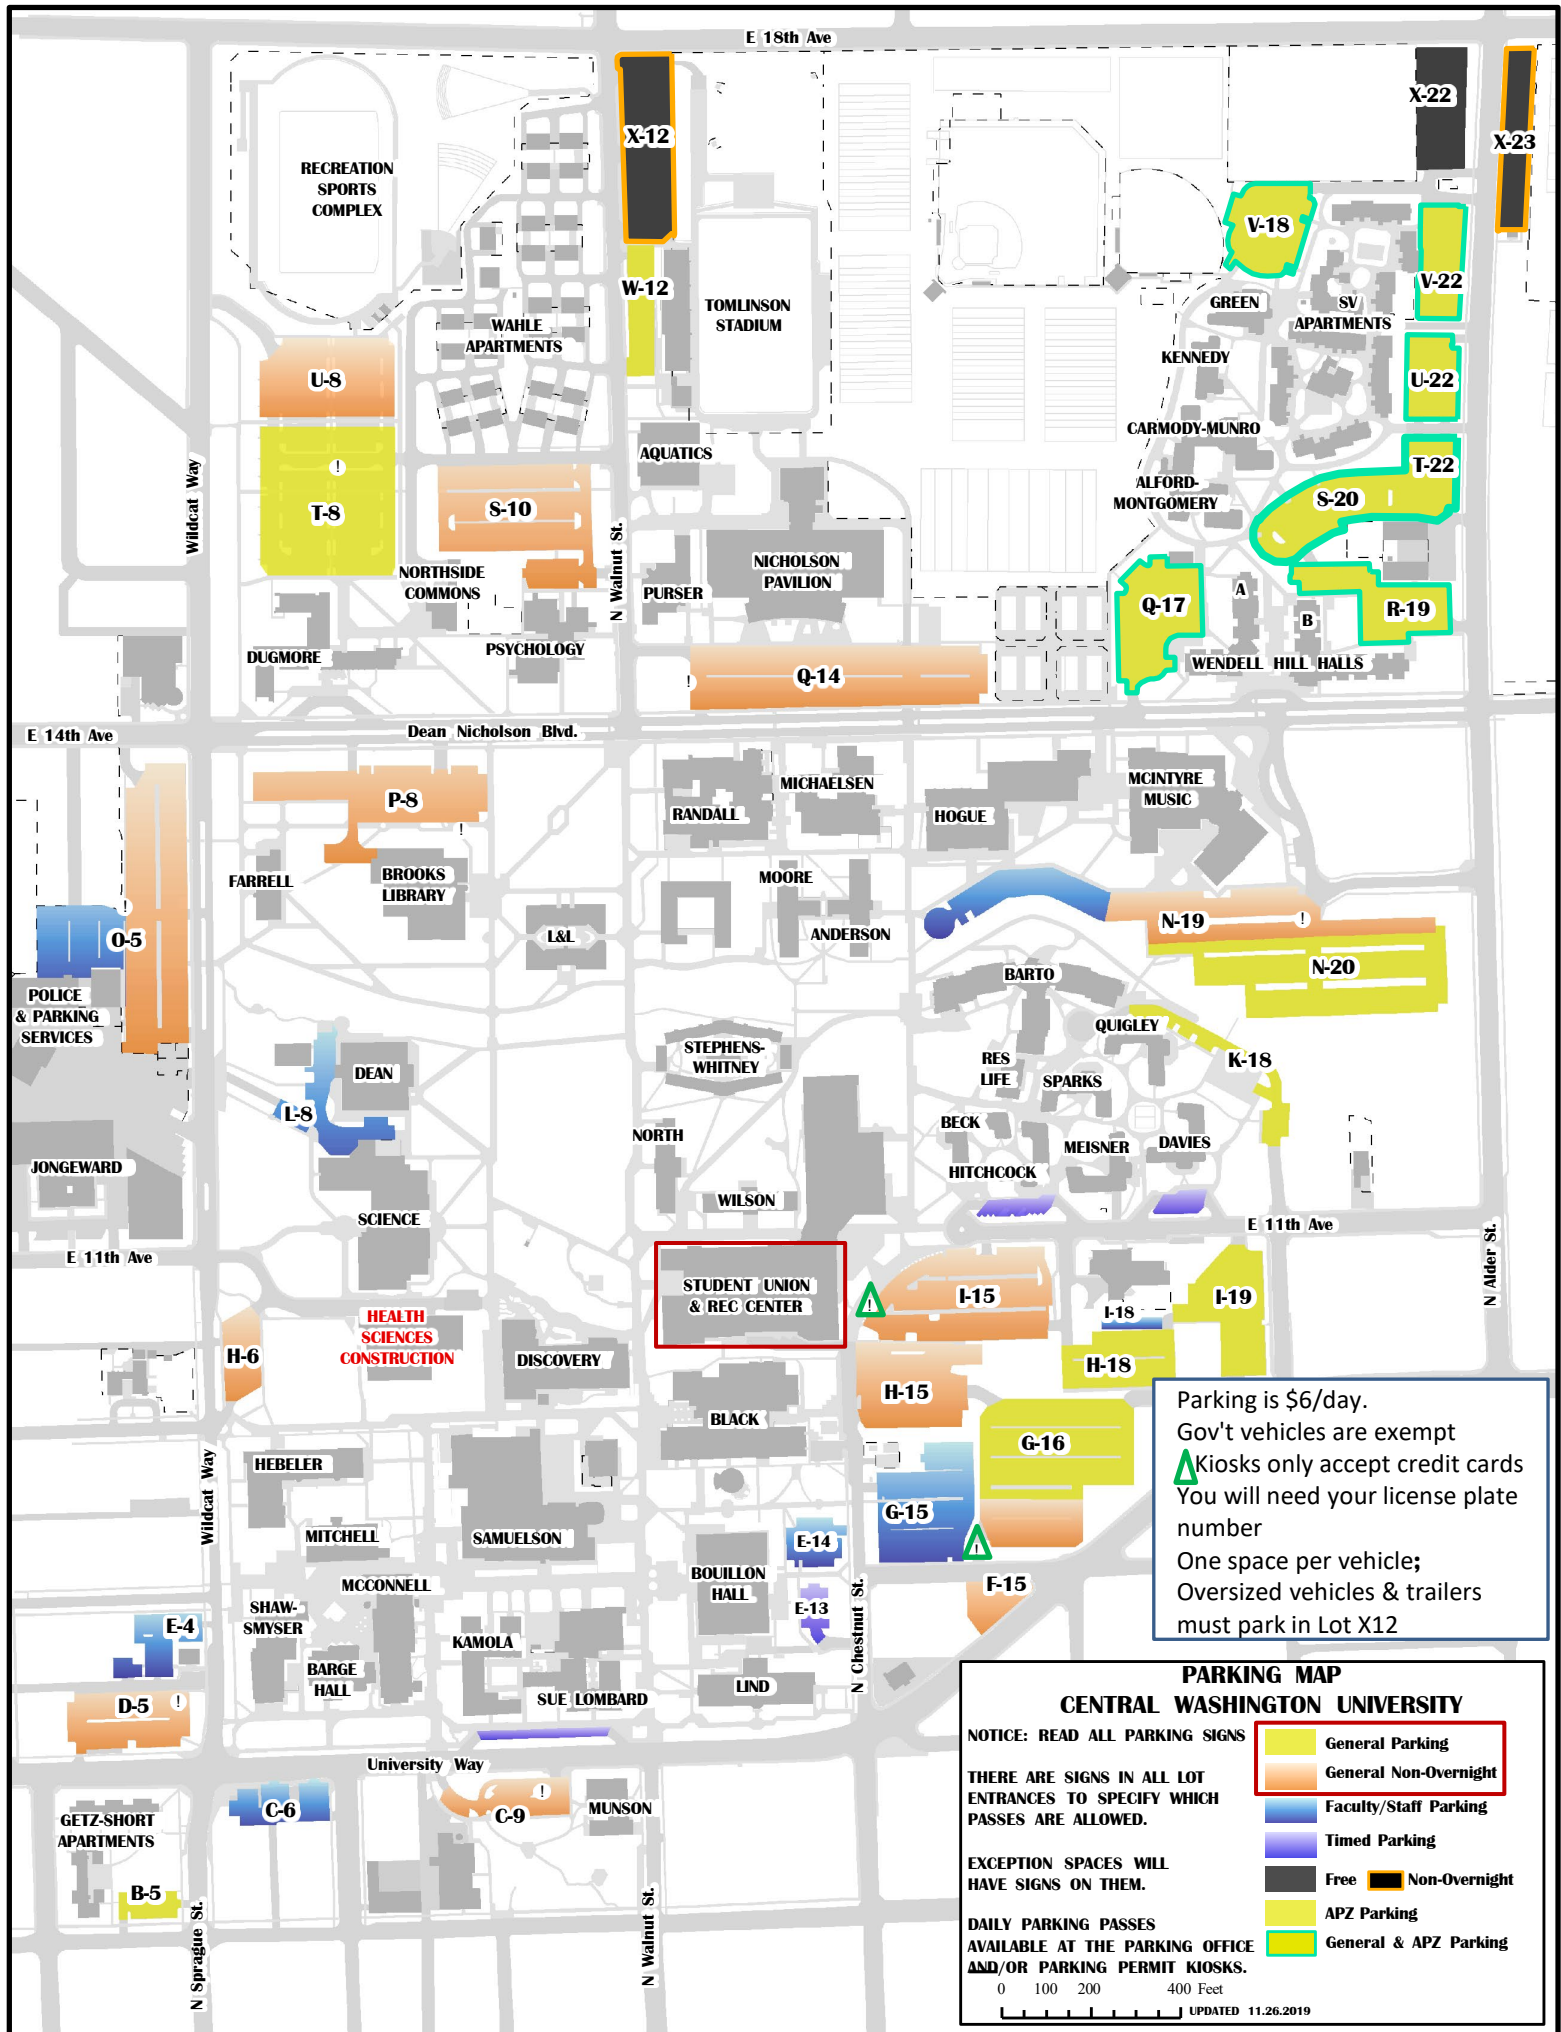 E 18th Ave
X-22
X-12
X-23
RECREATION
SPORTS
COMPLEX
V-18
W-12
V-22
TOMLINSON
STADIUM
GREEN
SV
APARTMENTS
WAHLE
APARTMENTS
KENNEDY
U-8
U-22
CARMODY-MUNRO
AQUATICS
T-22
!
ALFORD-
MONTGOMERY
S-20
Wildcat Way
T-8
S-10
N Walnut St.
NICHOLSON
PAVILION
NORTHSIDE
COMMONS
PURSER
Q-17
A
B
R-19
DUGMORE
PSYCHOLOGY
WENDELL HILL HALLS
!
Q-14
E 14th Ave
Dean Nicholson Blvd.
MICHAELSEN
MCINTYRE
MUSIC
P-8
RANDALL
HOGUE
!
FARRELL
BROOKS
LIBRARY
MOORE
!
N-19
!
O-5
L&L
ANDERSON
N-20
BARTO
POLICE
& PARKING
SERVICES
QUIGLEY
STEPHENS-
WHITNEY
K-18
DEAN
RES
LIFE
SPARKS
L-8
BECK
NORTH
MEISNER
DAVIES
JONGEWARD
HITCHCOCK
WILSON
SCIENCE
E 11th Ave
E 11th Ave
N Alder St.
STUDENT UNION
& REC CENTER
!
I-15
I-18
I-19
HEALTH
SCIENCES
CONSTRUCTION
H-6
DISCOVERY
H-18
H-15
BLACK
G-16
Parking is $6/day.
Gov't vehicles are exempt
Kiosks only accept credit cards
You will need your license plate
number
One space per vehicle;
Oversized vehicles & trailers
must park in Lot X12
HEBELER
Wildcat Way
G-15
MITCHELL
SAMUELSON
E-14
!
BOUILLON
HALL
MCCONNELL
F-15
N Chestnut St.
E-13
SHAW-
SMYSER
E-4
KAMOLA
BARGE
HALL
SUE LOMBARD
LIND
D-5
!
University Way
C-6
C-9
!
MUNSON
GETZ-SHORT
APARTMENTS
B-5
N Sprague St.
N Walnut St.
PARKING MAP
CENTRAL WASHINGTON UNIVERSITY
NOTICE: READ ALL PARKING SIGNS
THERE ARE SIGNS IN ALL LOT
ENTRANCES TO SPECIFY WHICH
PASSES ARE ALLOWED.
EXCEPTION SPACES WILL
HAVE SIGNS ON THEM.
DAILY PARKING PASSES
AVAILABLE AT THE PARKING OFFICE
AND/OR PARKING PERMIT KIOSKS.
General Parking
General Non-Overnight
Faculty/Staff Parking
Timed Parking
Free Non-Overnight
APZ Parking
General & APZ Parking
0 100 200 400 Feet
UPDATED 11.26.2019